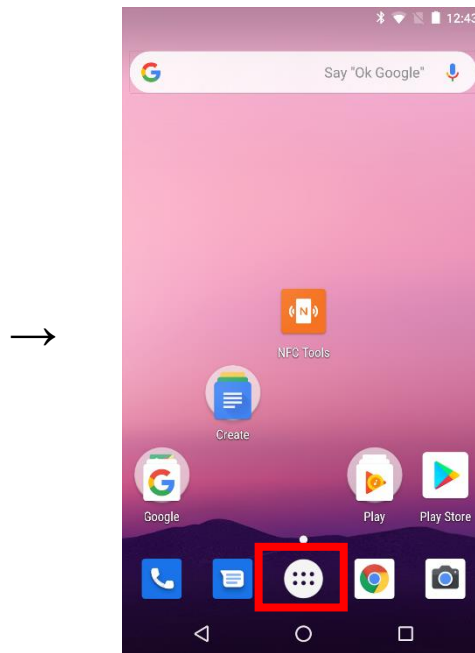 12:43
G Say "Ok Google"
N
NFC Tools
Create
G
Google Play Play Store